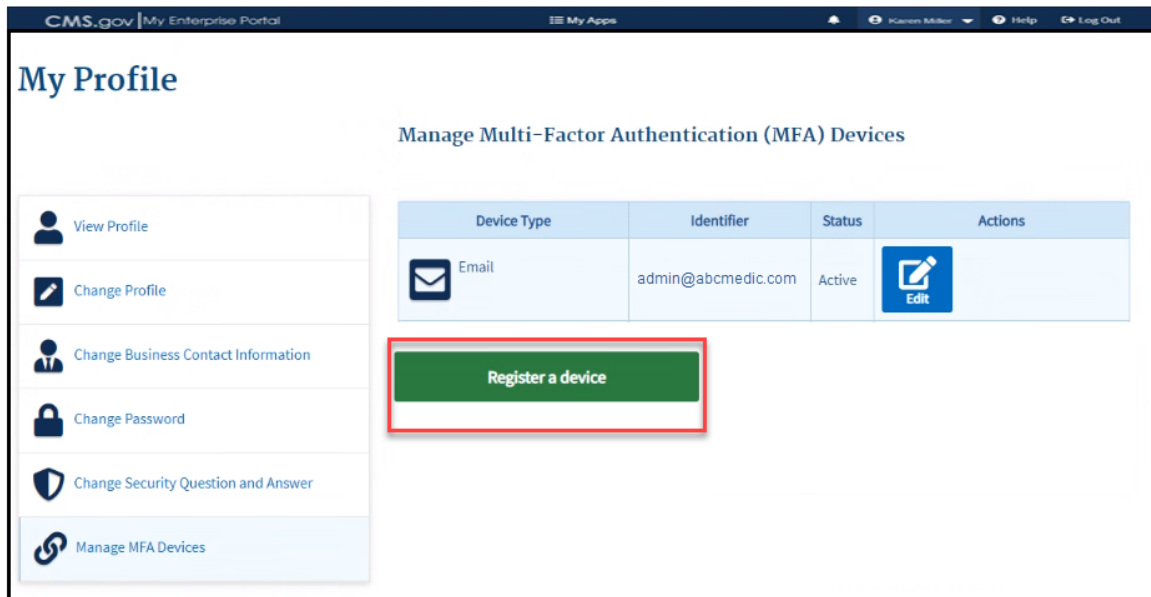 CMS.gov | My Enterprise Portal My Apps Karen Miller Help Log Out
My Profile
Manage Multi-Factor Authentication (MFA) Devices
View Profile
Change Profile
Change Business Contact Information
Change Password
Change Security Question and Answer
Manage MFA Devices
Device Type Identifier Status Actions
Email admin@abcmedic.com Active Edit
Register a device